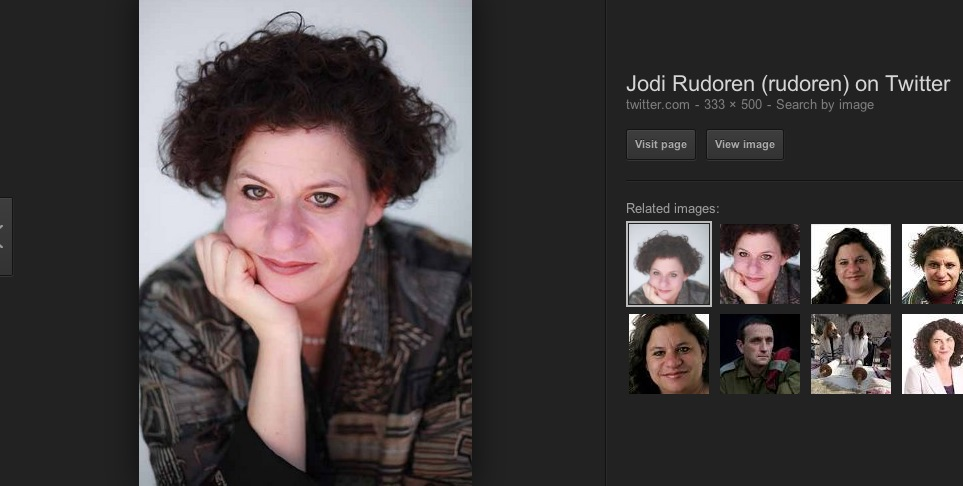 Jodi Rudoren (rudoren) on Twitter
twitter.com - 333 × 500 - Search by image
Visit page
View image
Related images: